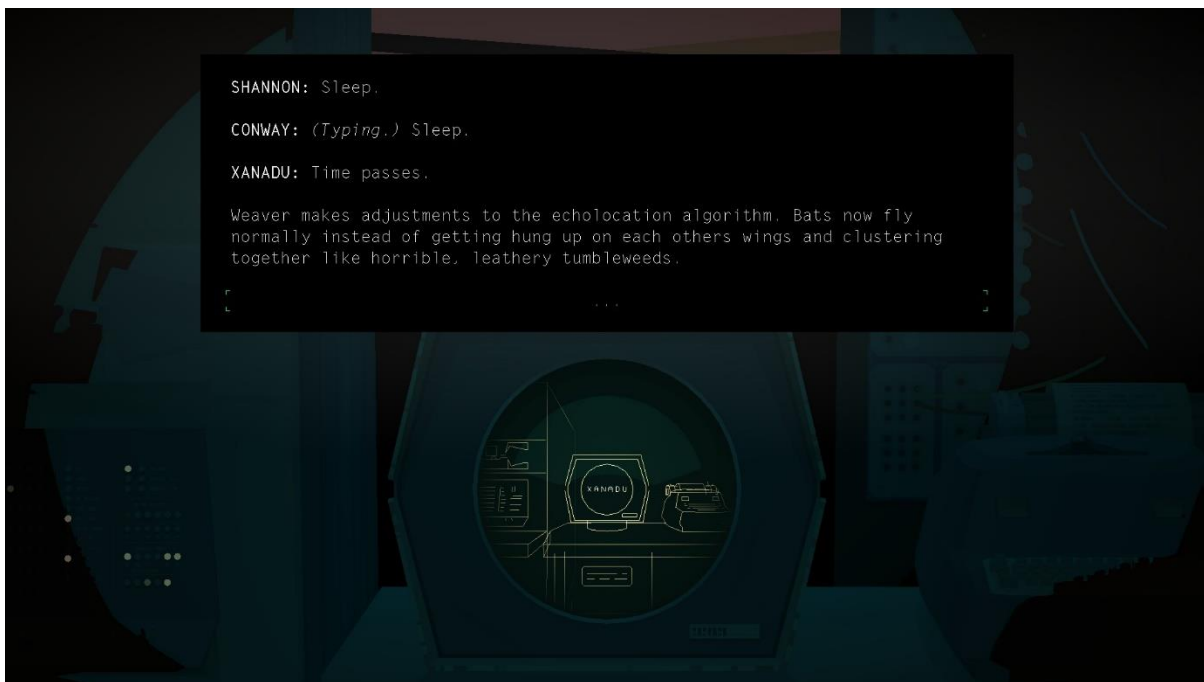 SHANNON: Sleep.
CONWAY: (Typing.) Sleep.
XANADU: Time passes.
Weaver makes adjustments to the echolocation algorithm. Bats now fly
normally instead of getting hung up on each others wings and clustering
together like horrible, leathery tumbleweeds.
...
XANADU